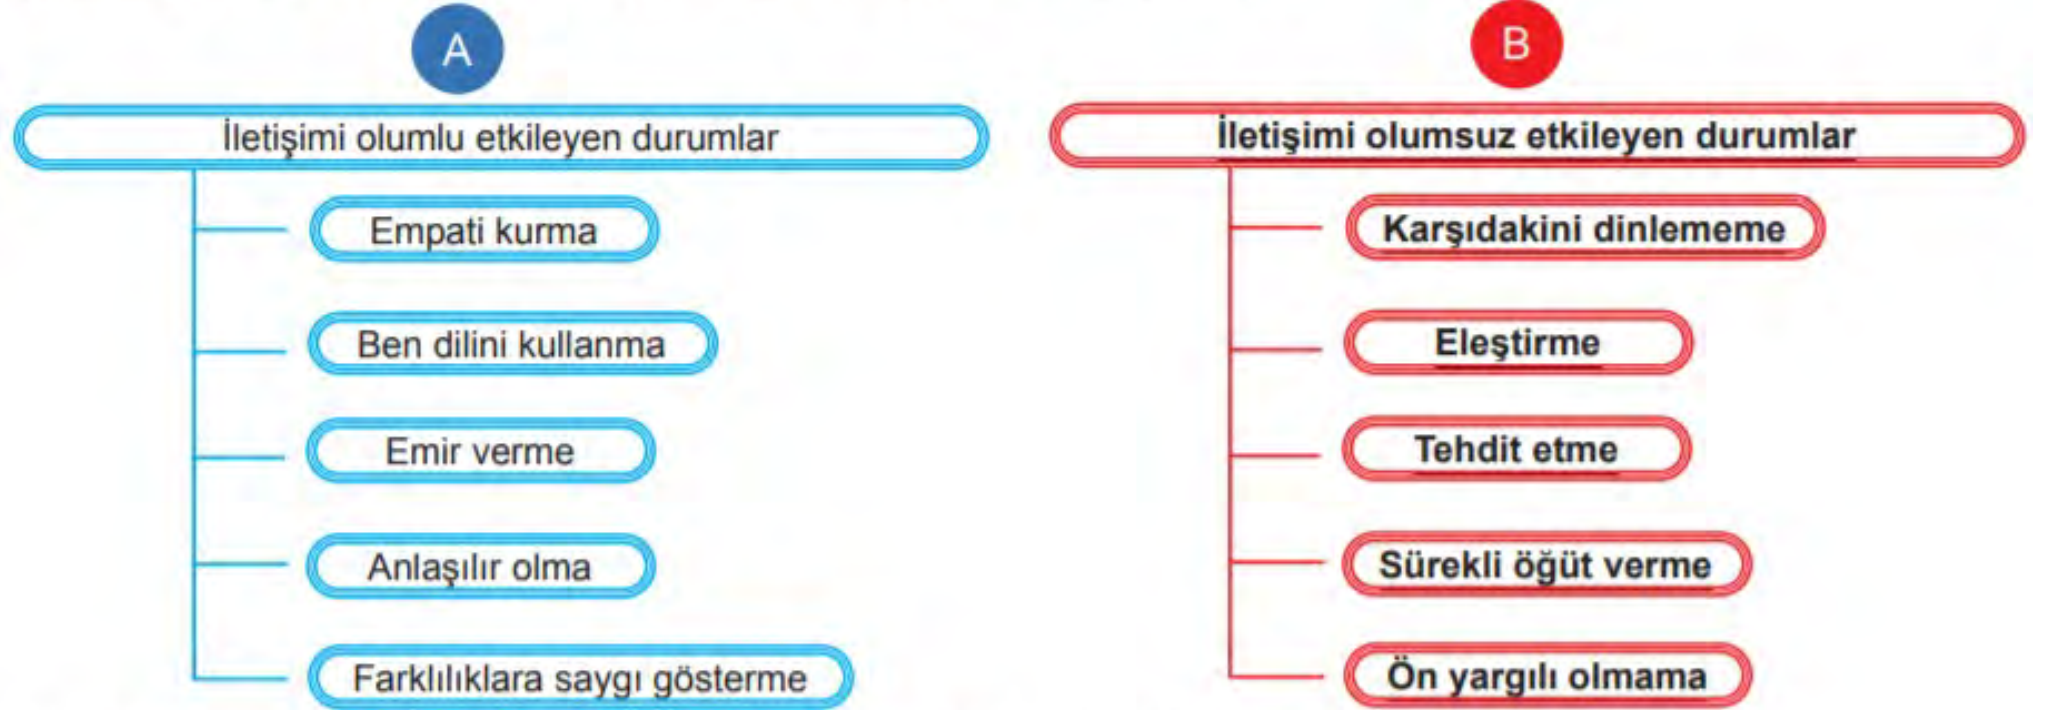 A
İletişimi olumlu etkileyen durumlar
Empati kurma
Ben dilini kullanma
Emir verme
Anlaşılır olma
Farklılıklara saygı gösterme
B
İletişimi olumsuz etkileyen durumlar
Karşıdakini dinlememe
Eleştirme
Tehdit etme
Sürekli öğüt verme
Ön yargılı olmama